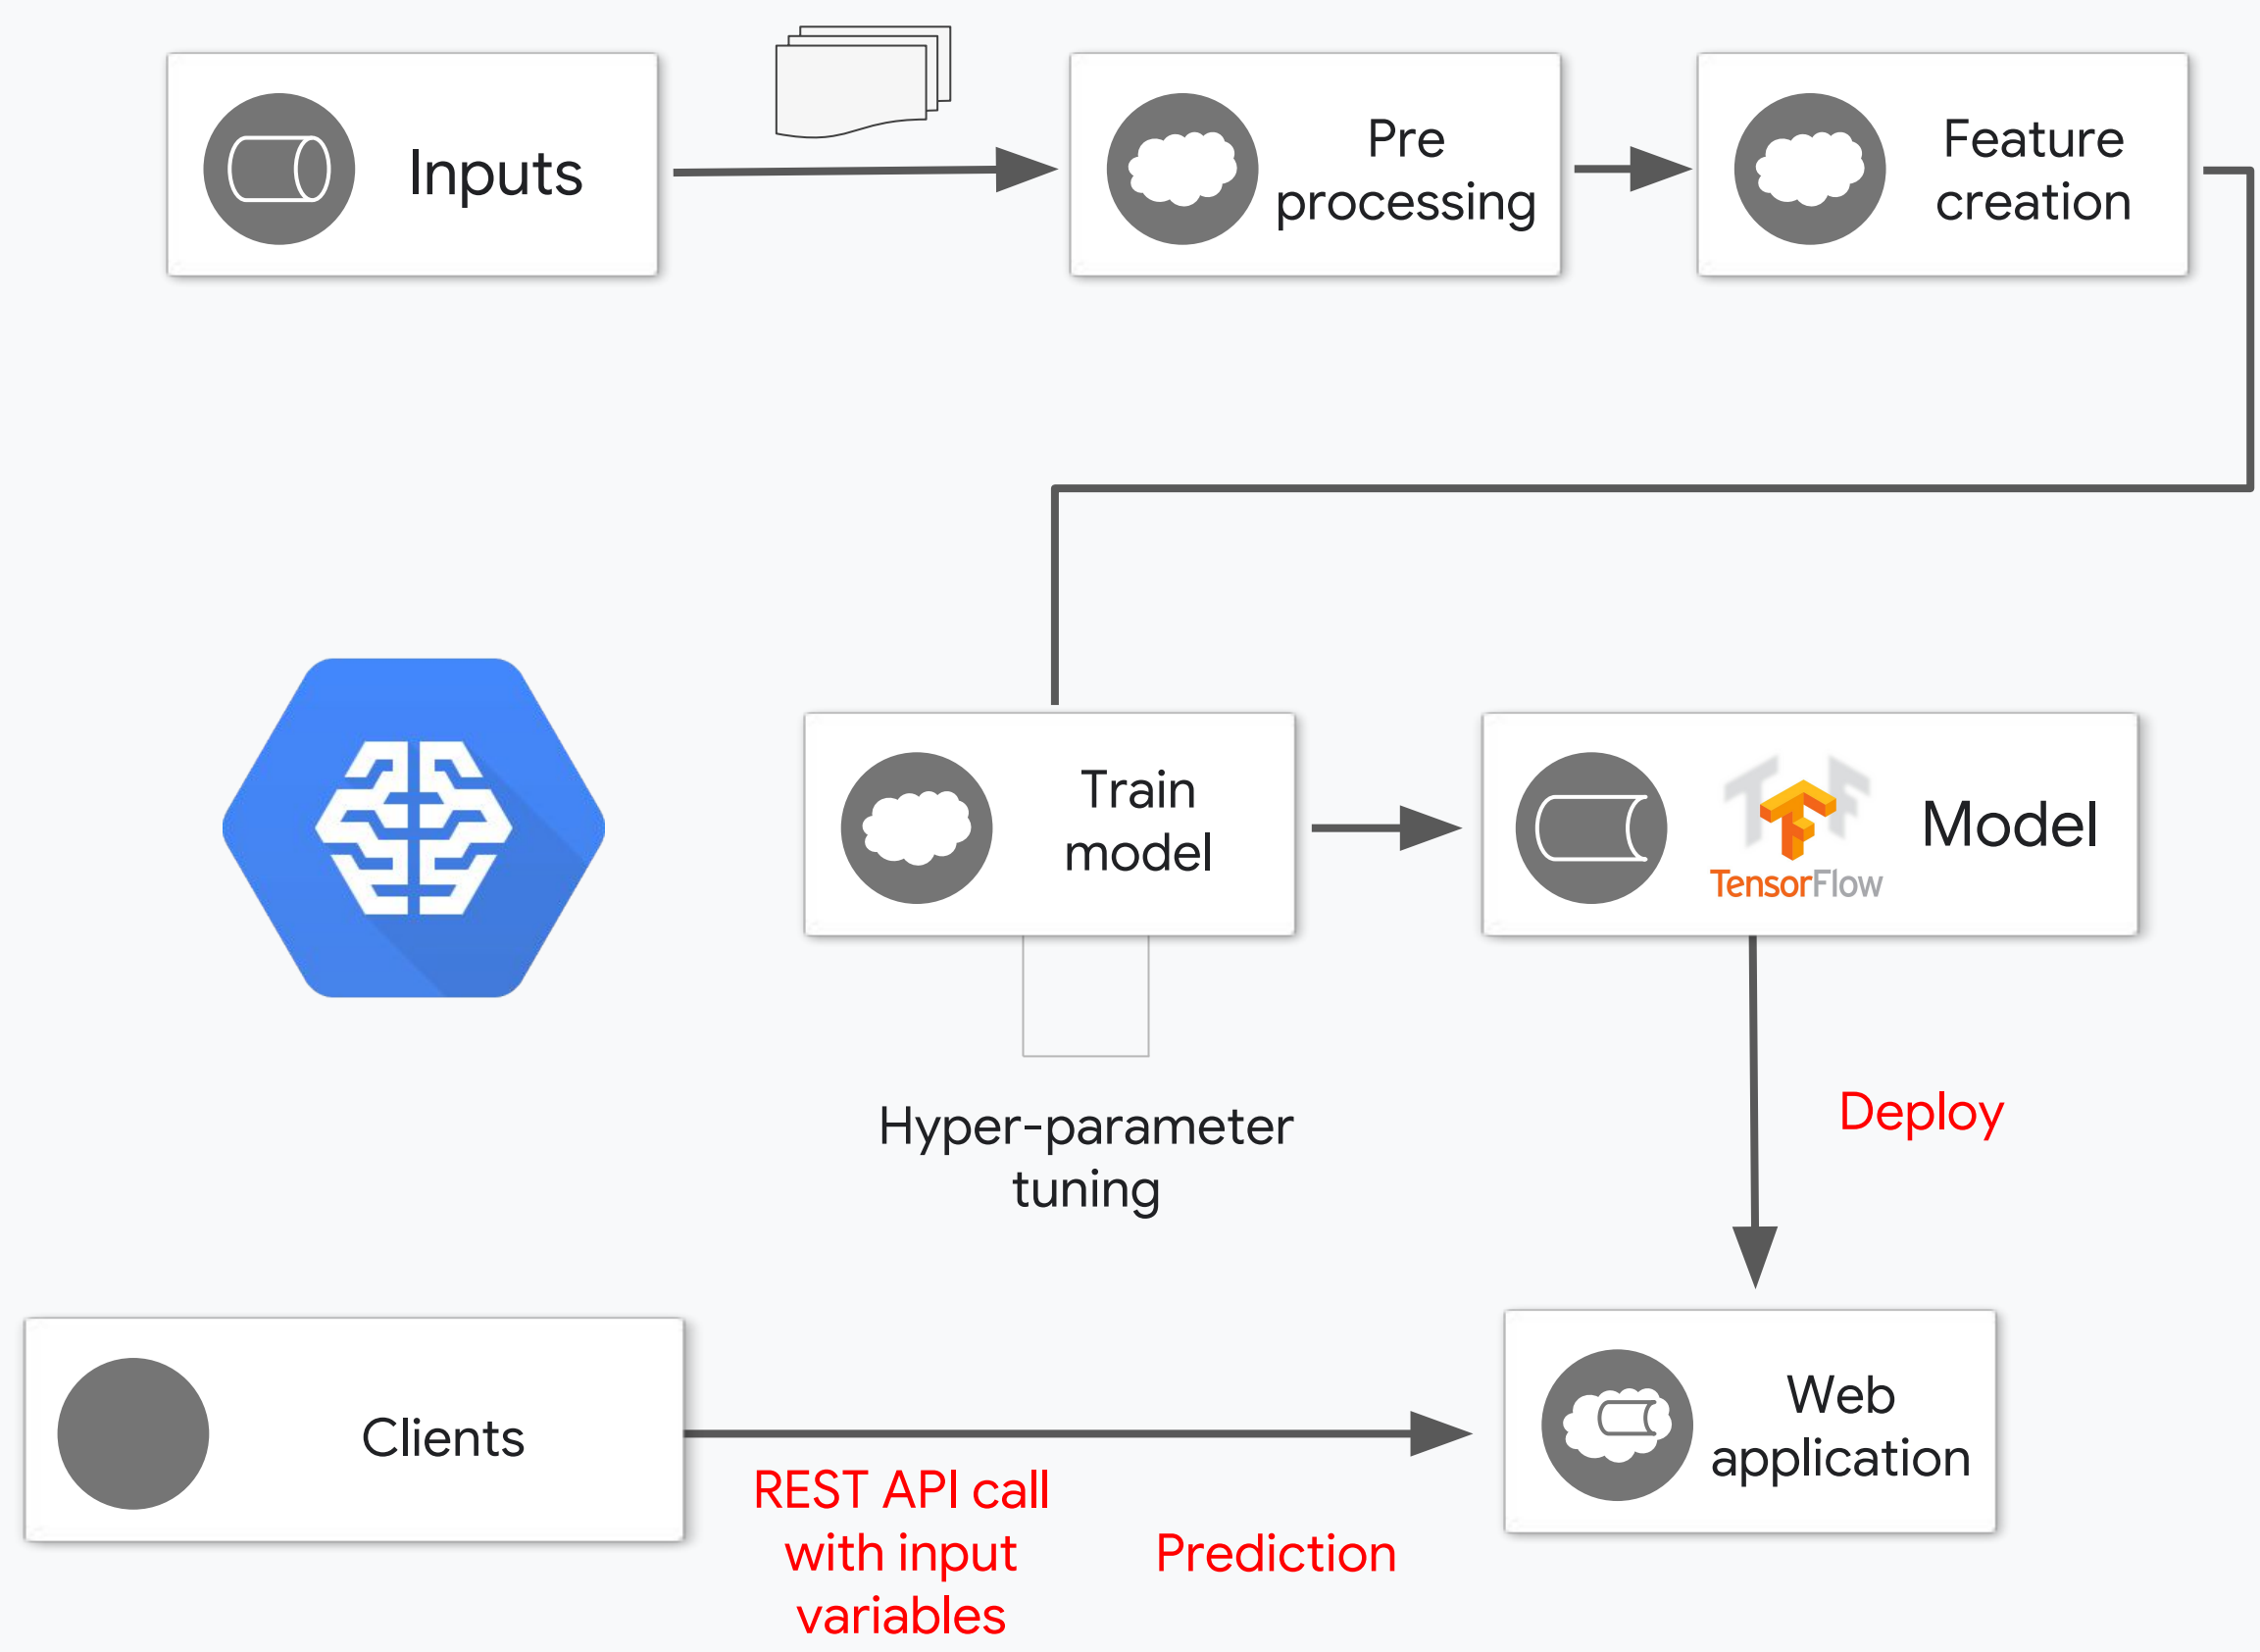 Inputs
Pre
processing
Feature
creation
Train
model
TensorFlow
Model
Hyper-parameter
tuning
Deploy
Clients
REST API call
with input
variables
Prediction
Web
application